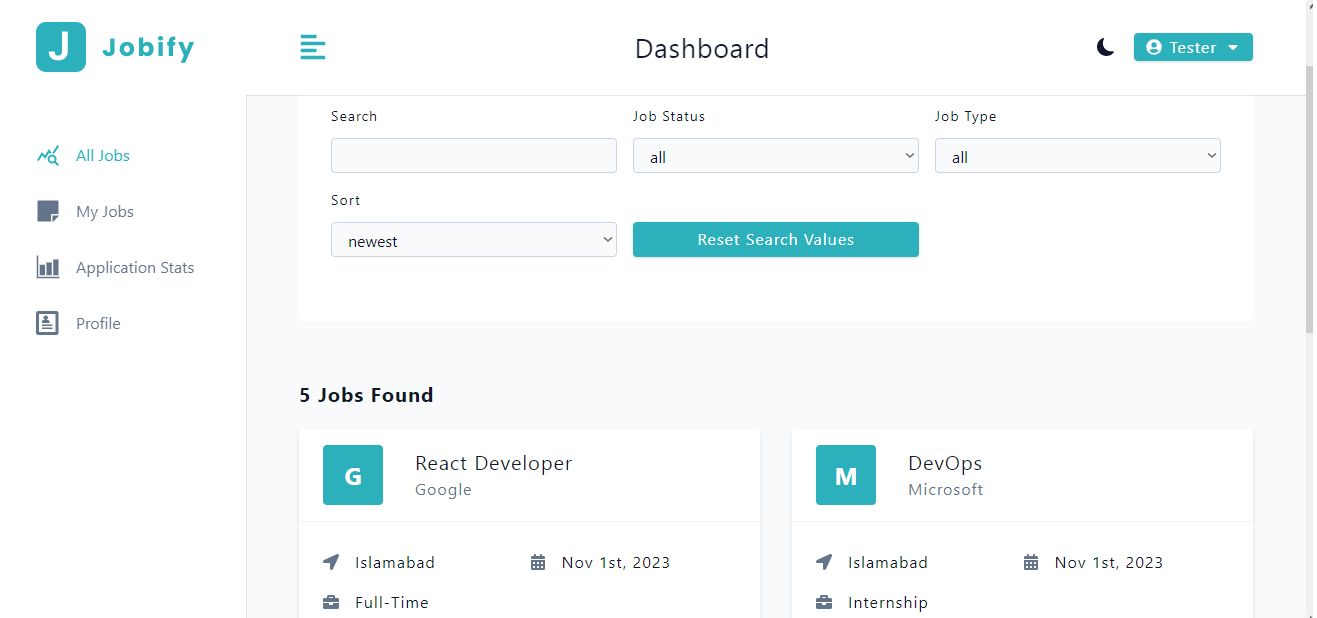 J Jobify
Dashboard
Tester
All Jobs
My Jobs
Application Stats
Profile
Search
Job Status
Job Type
all
all
Sort
newest
Reset Search Values
5 Jobs Found
G
React Developer
Google
Islamabad
Nov 1st, 2023
Full-Time
M
DevOps
Microsoft
Islamabad
Nov 1st, 2023
Internship